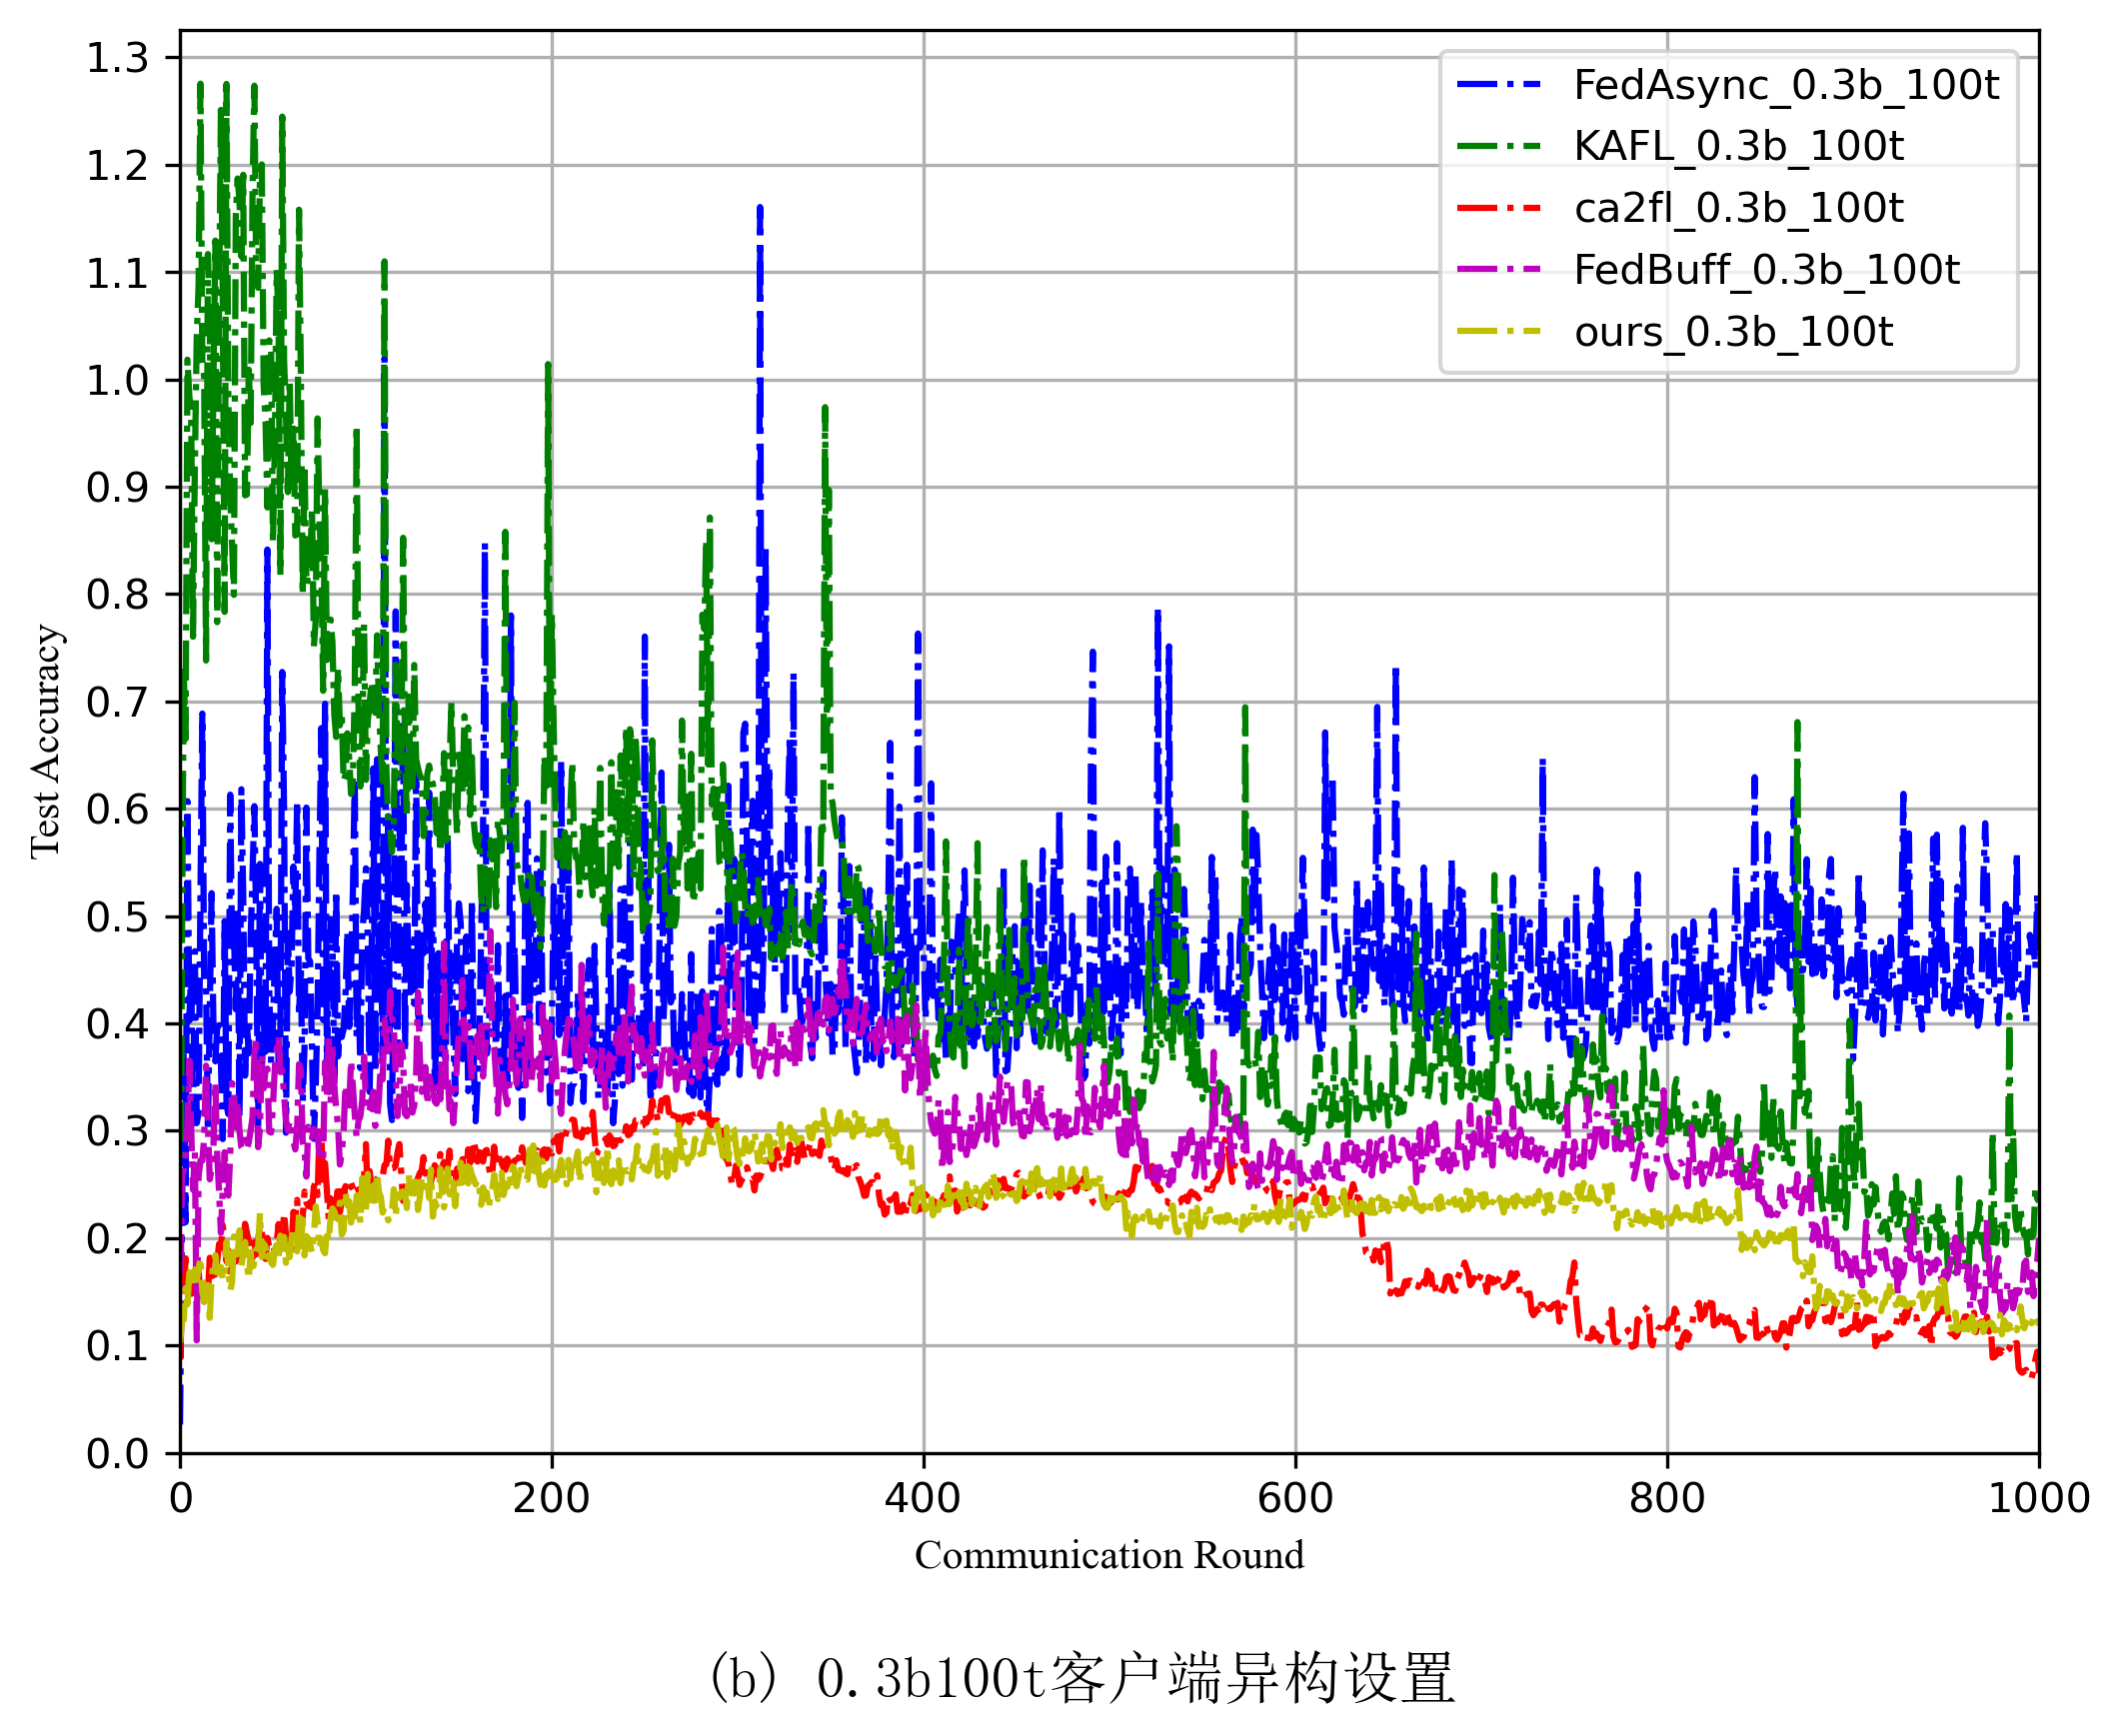 1.3
1.2
1.1
1.0
0.9
0.8
0.7
0.6
0.5
0.4
0.3
0.2
0.1
0.0
Test Accuracy
FedAsync_0.3b_100t
KAFL_0.3b_100t
ca2fl_0.3b_100t
FedBuff_0.3b_100t
ours_0.3b_100t
0 200 400 600 800 1000
Communication Round
(b) 0.3b100t客户端异构设置